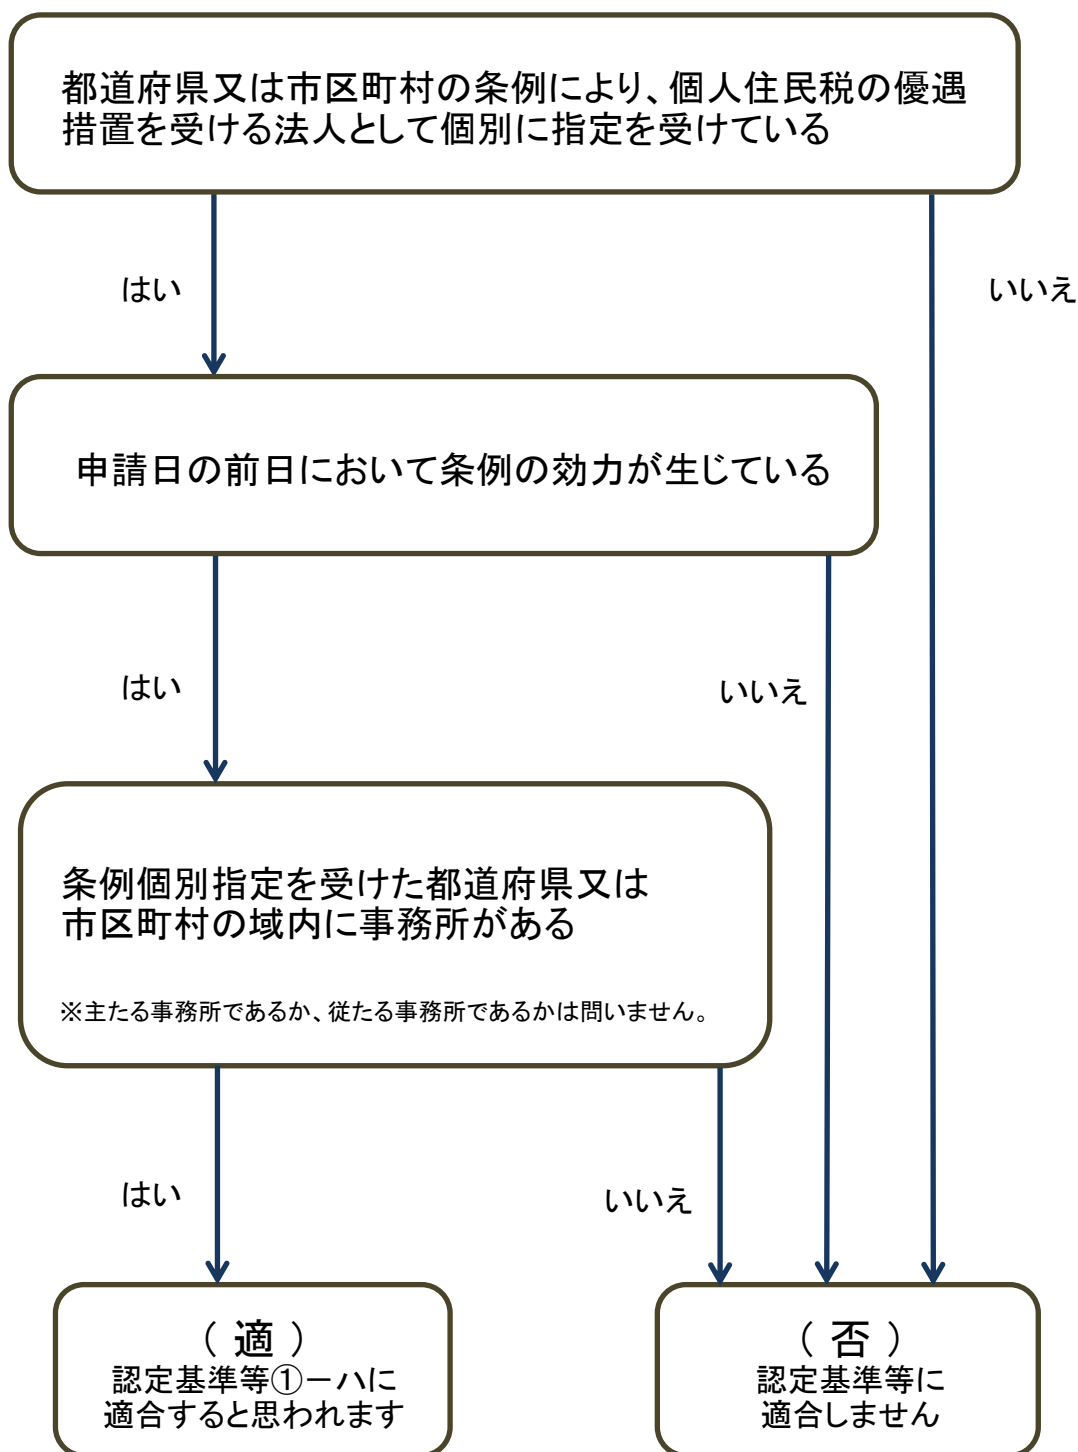 都道府県又は市区町村の条例により、個人住民税の優遇
措置を受ける法人として個別に指定を受けている
はい
いいえ
申請日の前日において条例の効力が生じている
はい
いいえ
条例個別指定を受けた都道府県又は
市区町村の域内に事務所がある
※主たる事務所であるか、従たる事務所であるかは問いません。
はい
いいえ
（ 適 ）
認定基準等①－ハに
適合すると思われます
（ 否 ）
認定基準等に
適合しません